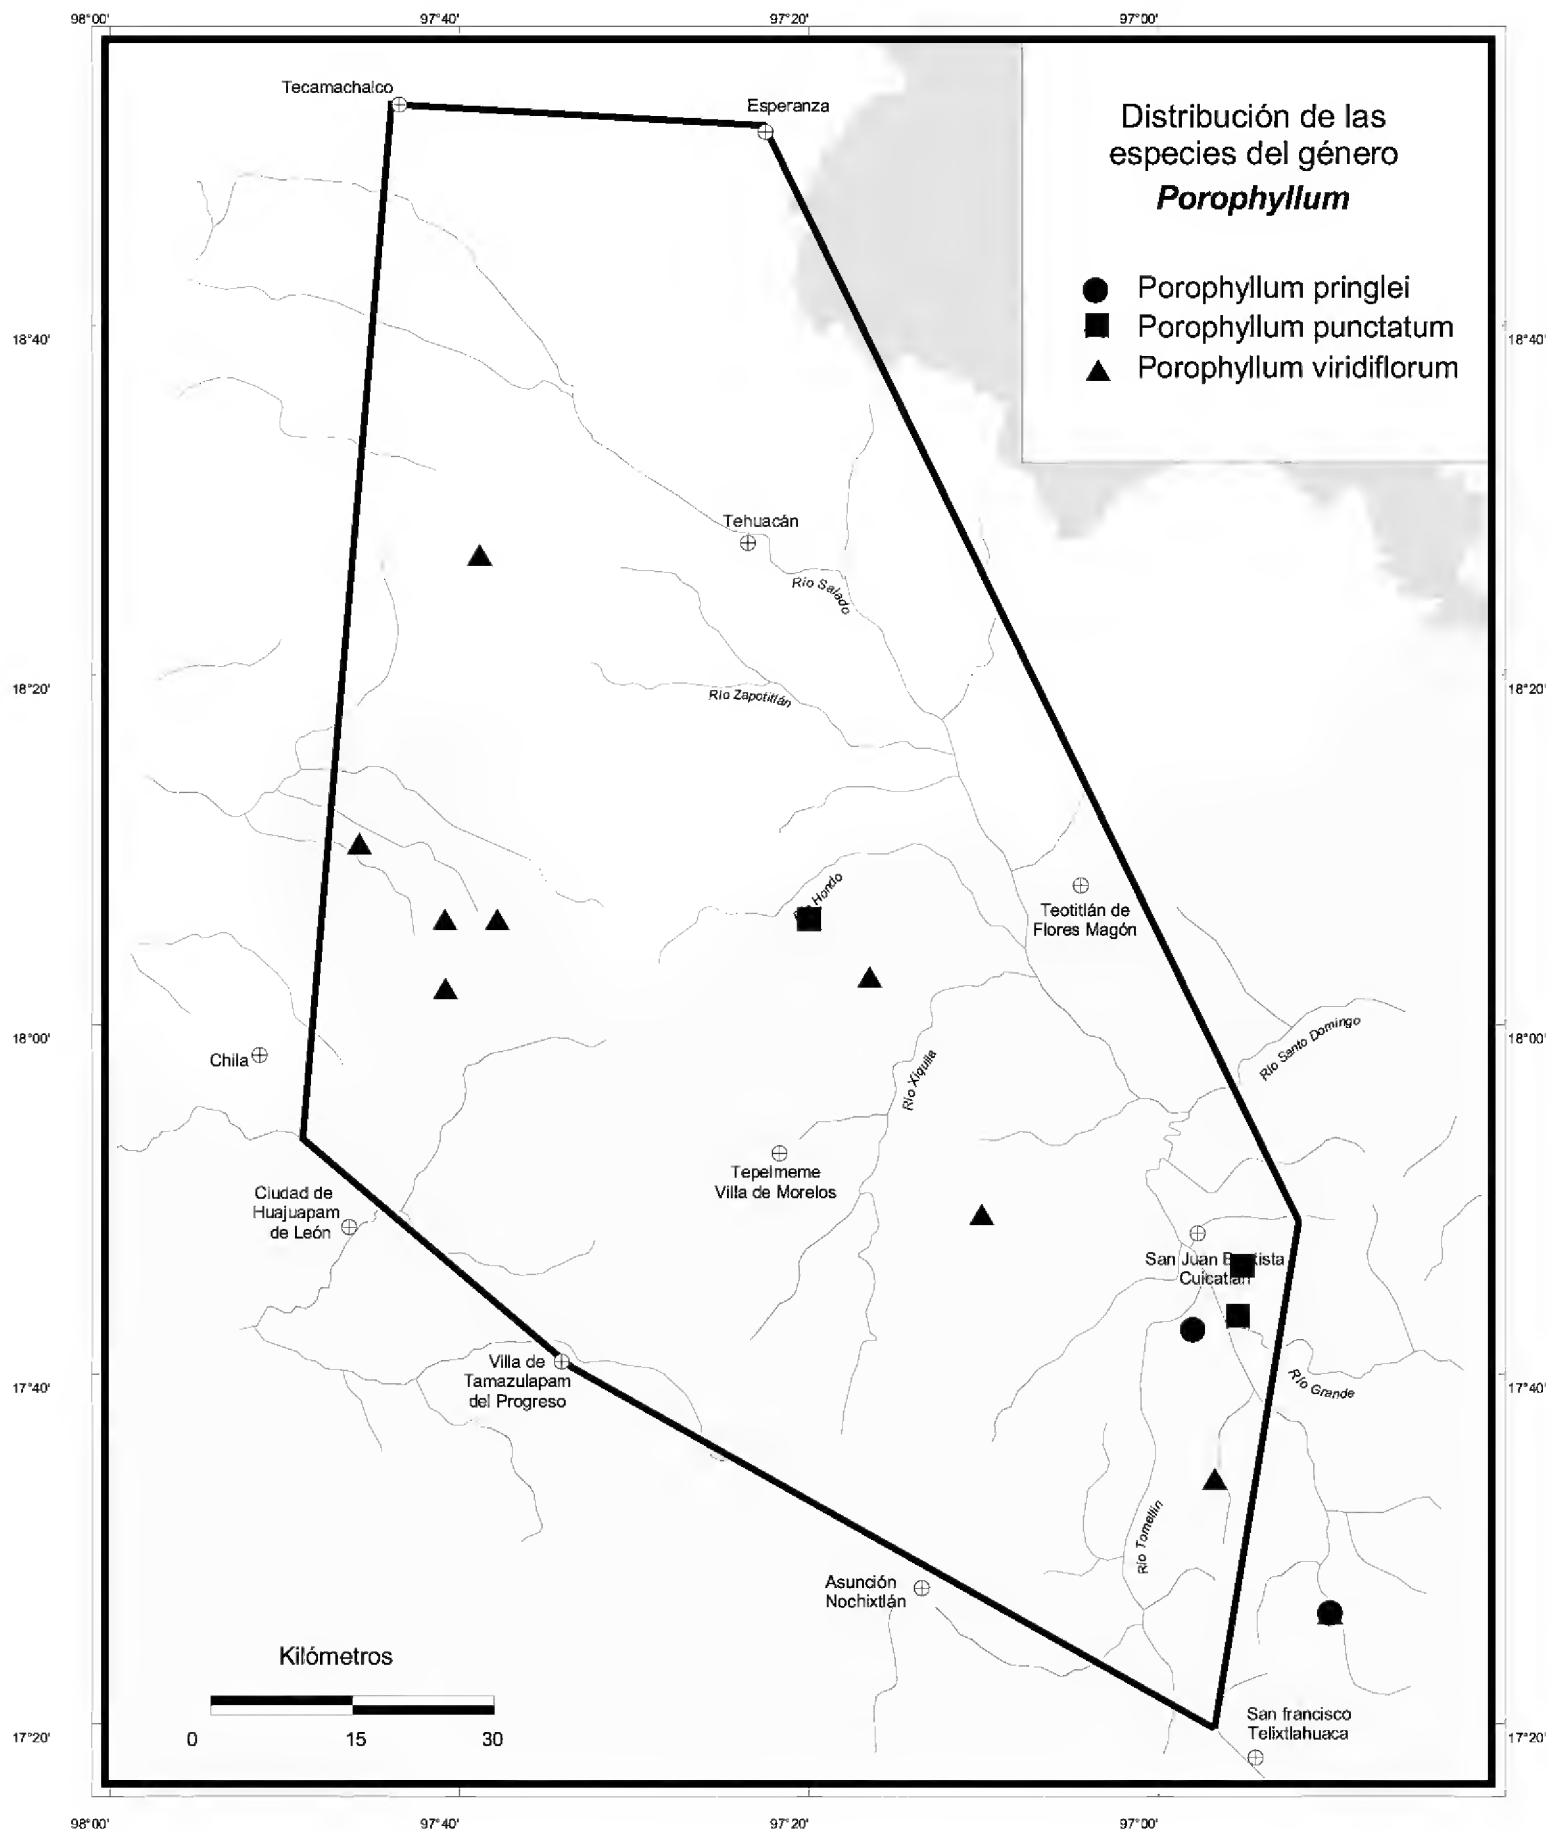 98°00'
97°40'
97°20'
97°00'
Tecamachalco
Esperanza
Distribución de las
especies del género
Porophyllum
Porophyllum pringlei
Porophyllum punctatum
Porophyllum viridiflorum
18°40'
18°40'
Tehuacán
Río Salado
18°20'
18°20'
Río Zapotitlán
Río Hondo
Teotitlán de
Flores Magón
18°00'
18°00'
Chila
Río Santo Domingo
Río Xiquila
Tepelmeme
Villa de Morelos
Ciudad de
Huajuapam
de León
San Juan Bautista
Cuicatlán
Villa de
Tamazulapam
del Progreso
17°40'
17°40'
Río Grande
Río Tomellín
Asunción
Nochixtlán
Kilómetros
0 15 30
San francisco
Telixtlahuaca
17°20'
17°20'
98°00'
97°40'
97°20'
97°00'